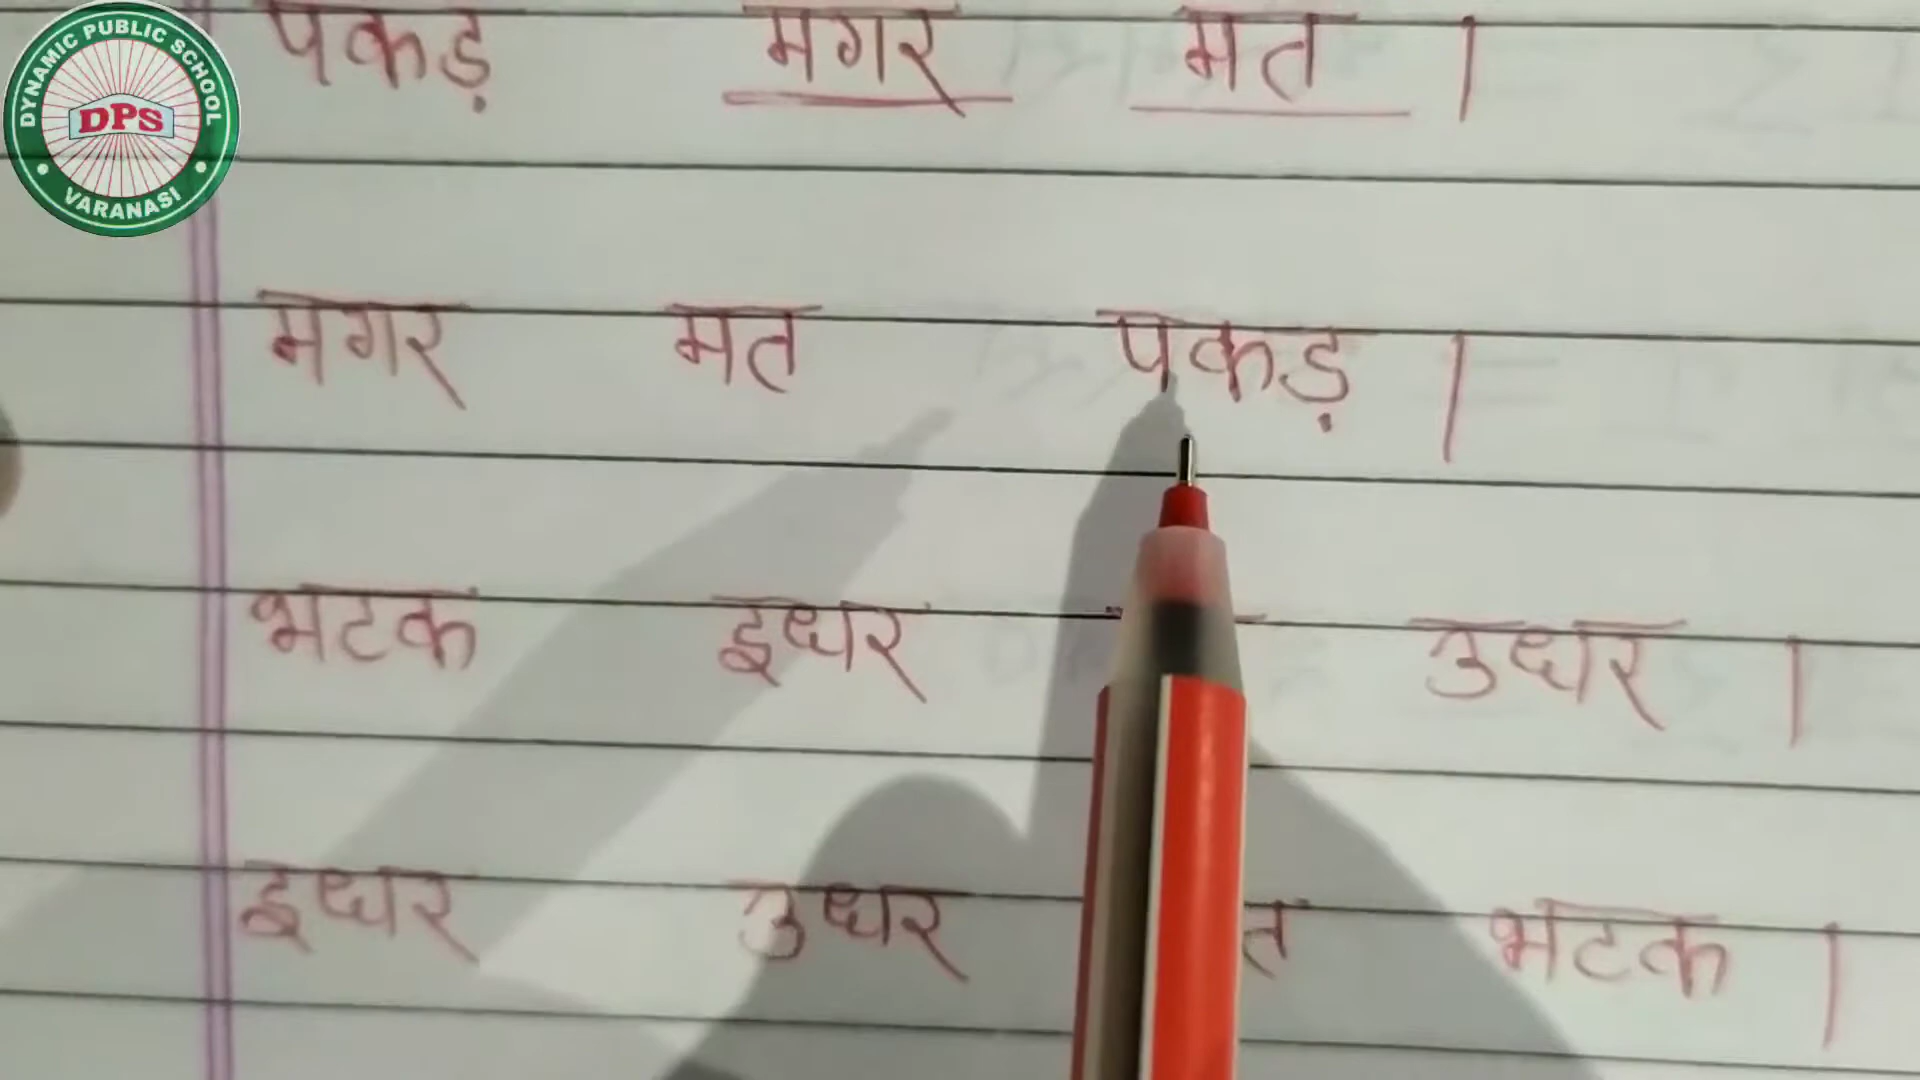 DYNAMIC PUBLIC SCHOOL
DPS
VARANASI
पकड़ मगर मत ।
मगर मत पकड़ ।
भटक इधर उधर ।
इधर उधर भटक ।